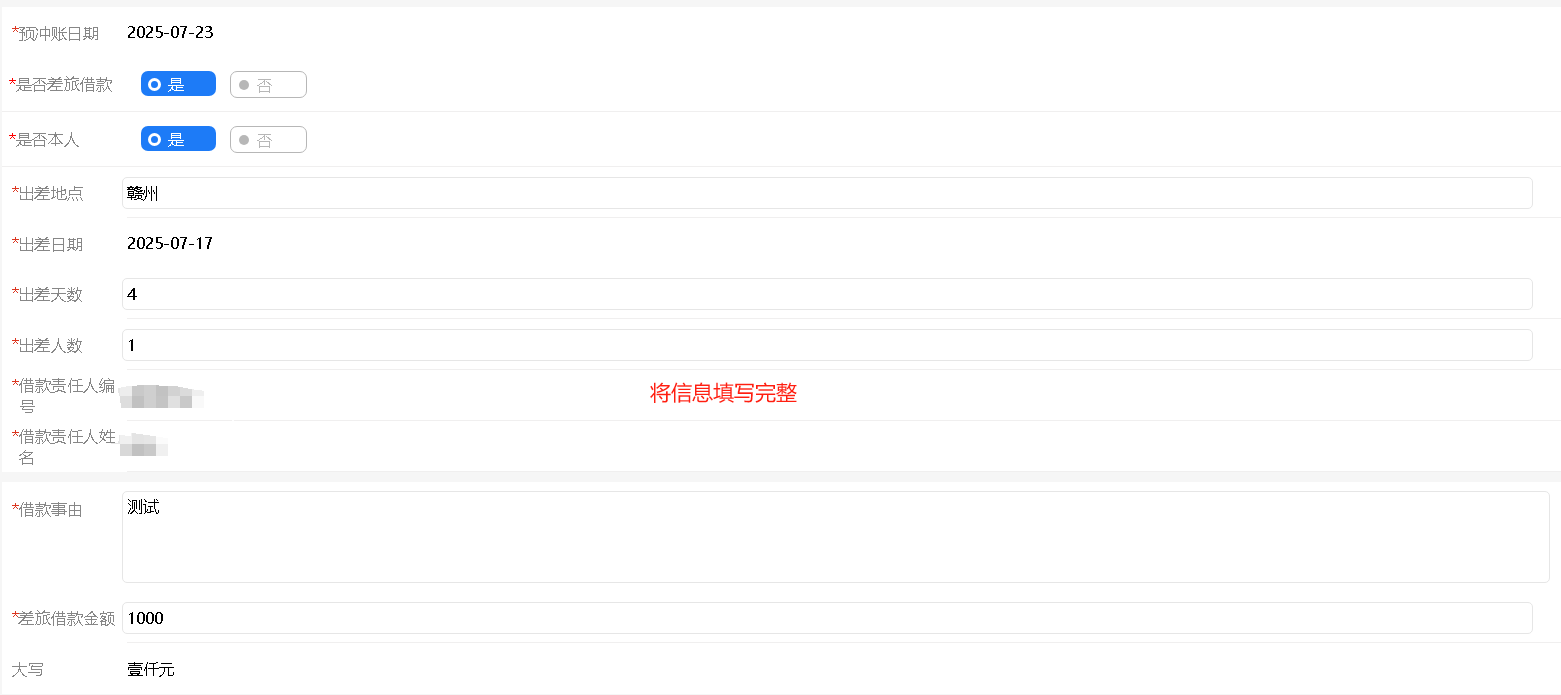 *预冲账日期 2025-07-23
*是否差旅借款 是 否
*是否本人 是 否
*出差地点 赣州
*出差日期 2025-07-17
*出差天数 4
*出差人数 1
*借款责任人编
号
将信息填写完整
*借款责任人姓
名
*借款事由 测试
*差旅借款金额 1000
大写 壹仟元